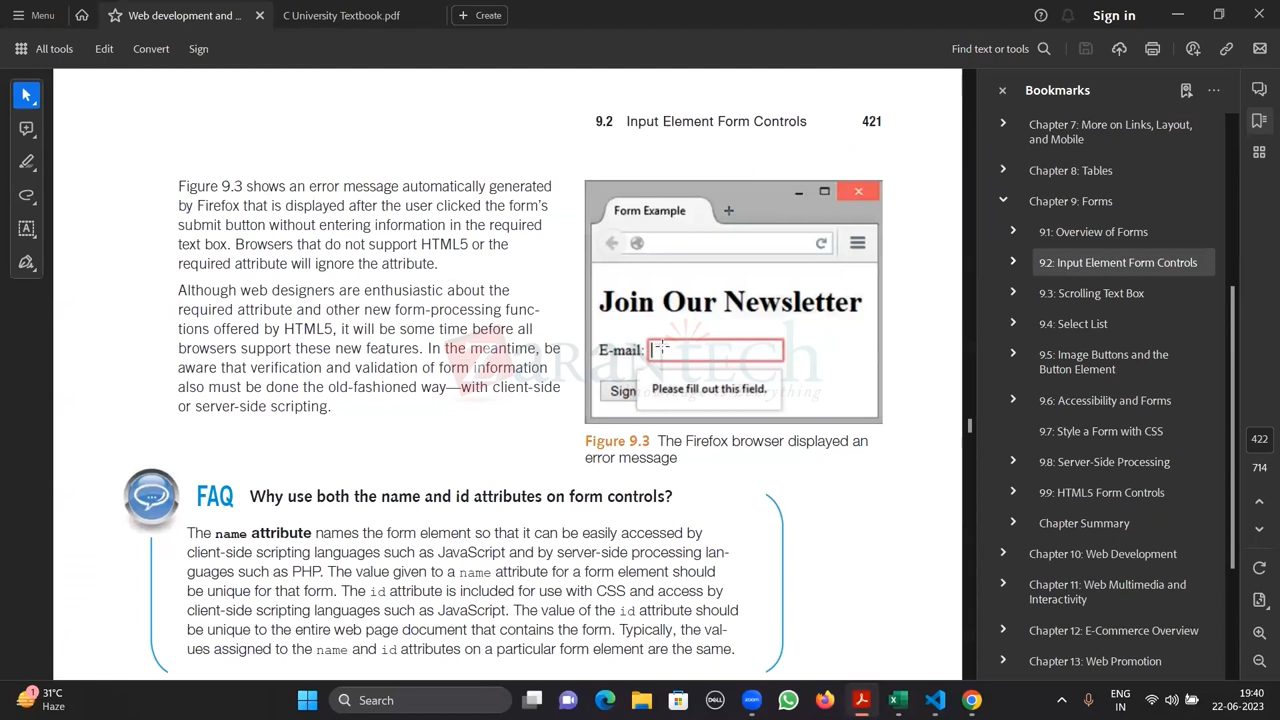 Menu
Web development and ...
C University Textbook.pdf
Create
Sign in
All tools
Edit
Convert
Sign
Find text or tools
9.2 Input Element Form Controls 421
Figure 9.3 shows an error message automatically generated
by Firefox that is displayed after the user clicked the form's
submit button without entering information in the required
text box. Browsers that do not support HTML5 or the
required attribute will ignore the attribute.
Although web designers are enthusiastic about the
required attribute and other new form-processing func-
tions offered by HTML5, it will be some time before all
browsers support these new features. In the meantime, be
aware that verification and validation of form information
also must be done the old-fashioned way—with client-side
or server-side scripting.
Form Example
Join Our Newsletter
E-mail:
Sign
Please fill out this field.
Figure 9.3 The Firefox browser displayed an
error message
FAQ Why use both the name and id attributes on form controls?
The name attribute names the form element so that it can be easily accessed by
client-side scripting languages such as JavaScript and by server-side processing lan-
guages such as PHP. The value given to a name attribute for a form element should
be unique for that form. The id attribute is included for use with CSS and access by
client-side scripting languages such as JavaScript. The value of the id attribute should
be unique to the entire web page document that contains the form. Typically, the val-
ues assigned to the name and id attributes on a particular form element are the same.
Bookmarks
Chapter 7: More on Links, Layout,
and Mobile
Chapter 8: Tables
Chapter 9: Forms
9.1: Overview of Forms
9.2: Input Element Form Controls
9.3: Scrolling Text Box
9.4: Select List
9.5: Image Buttons and the
Button Element
9.6: Accessibility and Forms
9.7: Style a Form with CSS
9.8: Server-Side Processing
9.9: HTML5 Form Controls
Chapter Summary
Chapter 10: Web Development
Chapter 11: Web Multimedia and
Interactivity
Chapter 12: E-Commerce Overview
Chapter 13: Web Promotion
422
714
1
31°C
Haze
Search
DELL
zoom
ENG
IN
19:40
22-06-2023